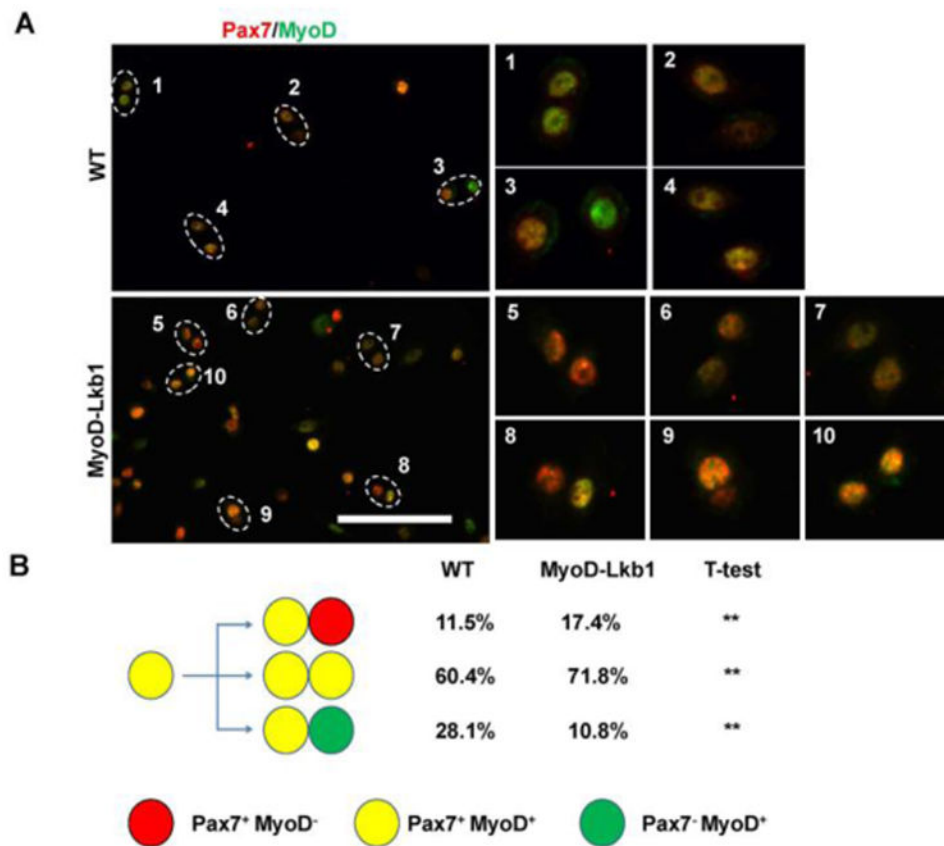 A
Pax7/MyoD
WT
1
2
3
4
1
2
3
4
MyoD-Lkb1
5
6
7
10
8
9
5
6
7
8
9
10
B
WT MyoD-Lkb1 T-test
11.5% 17.4% **
60.4% 71.8% **
28.1% 10.8% **
Pax7⁺ MyoD⁻ Pax7⁺ MyoD⁺ Pax7⁻ MyoD⁺